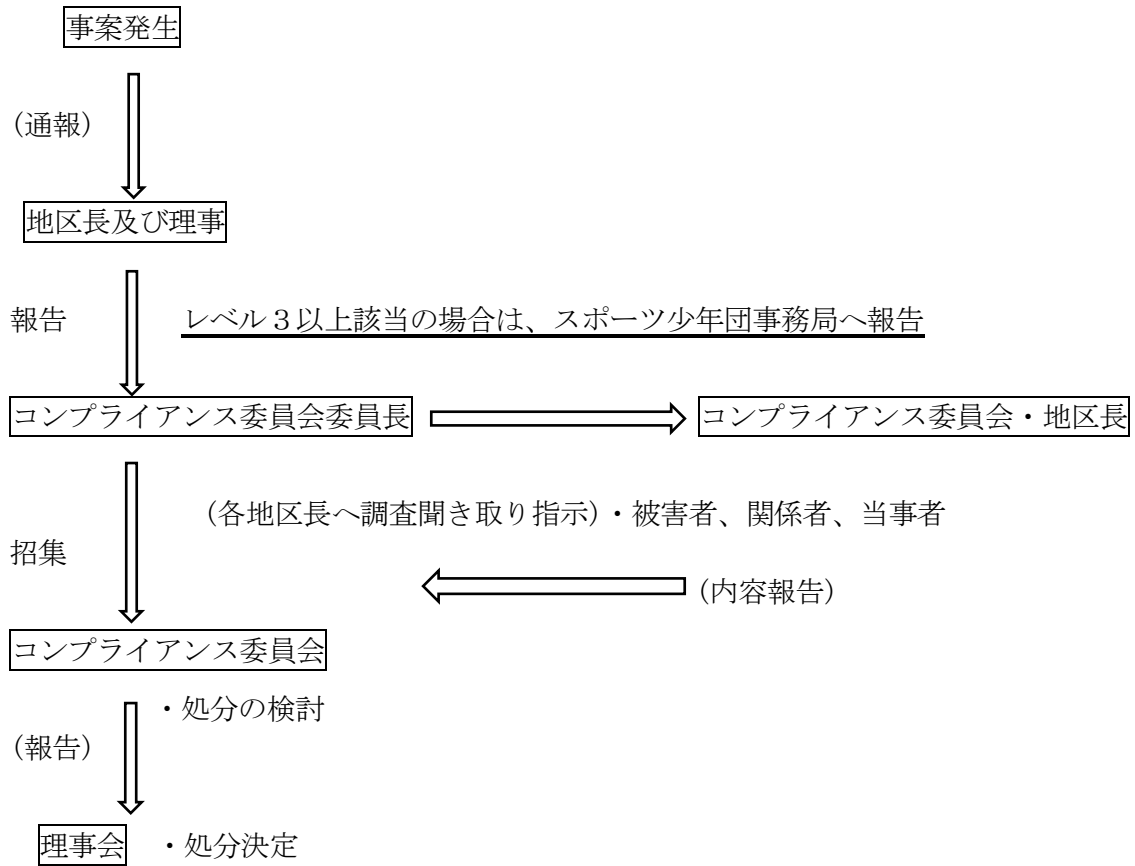 事案発生
(通報)
地区長及び理事
報告
レベル3以上該当の場合は、スポーツ少年団事務局へ報告
コンプライアンス委員会委員長
コンプライアンス委員会・地区長
(各地区長へ調査聞き取り指示)・被害者、関係者、当事者
招集
(内容報告)
コンプライアンス委員会
・処分の検討
(報告)
理事会 ・処分決定